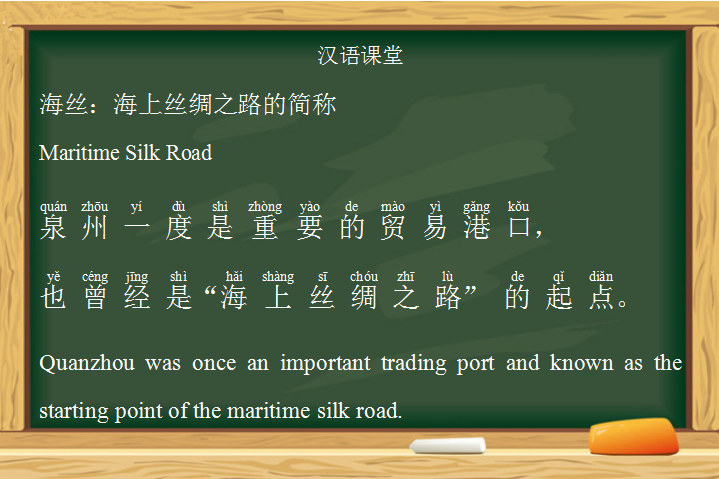 汉语课堂
海丝：海上丝绸之路的简称
Maritime Silk Road
quán zhōu yí dù shì zhòng yào de mào yì gǎng kǒu
泉州一度是重要的贸易港口，
yě céng jīng shì hǎi shàng sī chóu zhī lù de qǐ diǎn
也曾经是“海上丝绸之路” 的起点。
Quanzhou was once an important trading port and known as the
starting point of the maritime silk road.